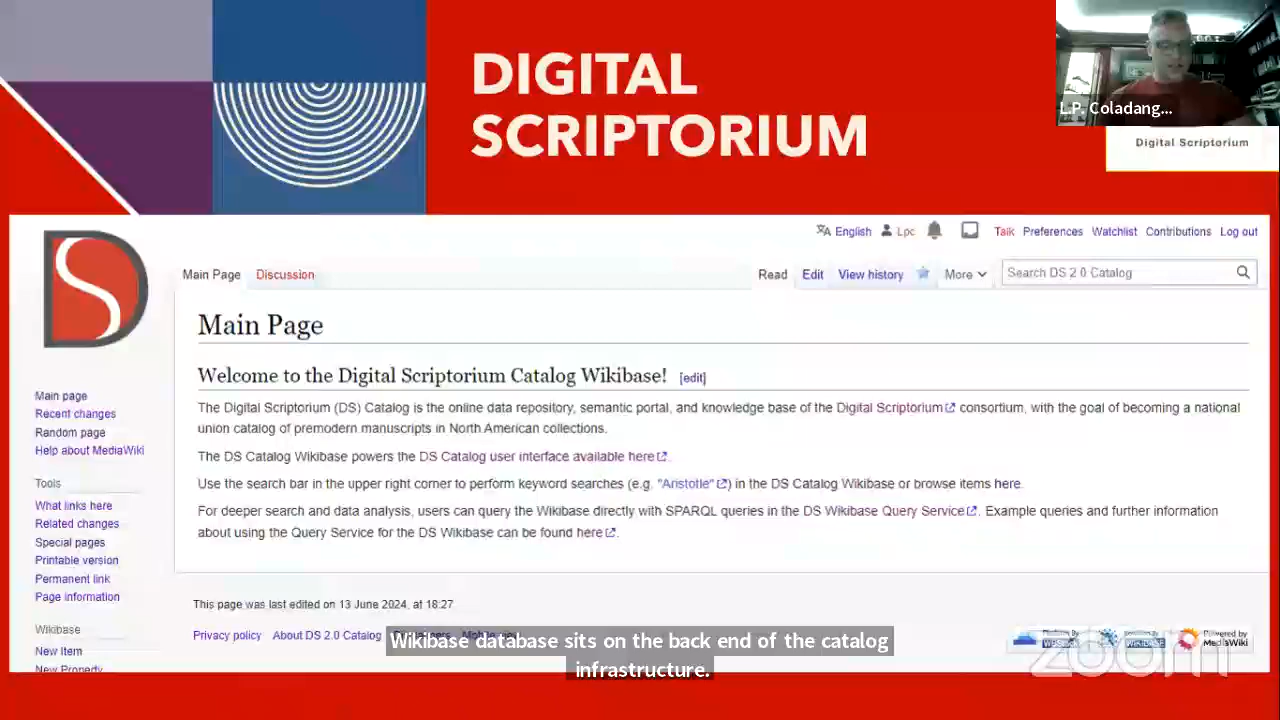 DIGITAL
SCRIPTORIUM
L.P. Coladang...
Digital Scriptorium
English Lpc Talk Preferences Watchlist Contributions Log out
Main Page Discussion Read Edit View history More Search DS 2.0 Catalog
Main Page
Welcome to the Digital Scriptorium Catalog Wikibase! [edit]
The Digital Scriptorium (DS) Catalog is the online data repository, semantic portal, and knowledge base of the Digital Scriptorium consortium, with the goal of becoming a national
union catalog of premodern manuscripts in North American collections.
The DS Catalog Wikibase powers the DS Catalog user interface available here.
Use the search bar in the upper right corner to perform keyword searches (e.g. "Aristotle") in the DS Catalog Wikibase or browse items here.
For deeper search and data analysis, users can query the Wikibase directly with SPARQL queries in the DS Wikibase Query Service. Example queries and further information
about using the Query Service for the DS Wikibase can be found here.
Main page
Recent changes
Random page
Help about MediaWiki
Tools
What links here
Related changes
Special pages
Printable version
Permanent link
Page information
Wikibase
New Item
New Property
This page was last edited on 13 June 2024, at 18:27
Privacy policy About DS 2.0 Catalog
Powered by
MediaWiki
Wikibase database sits on the back end of the catalog
infrastructure.
zoom